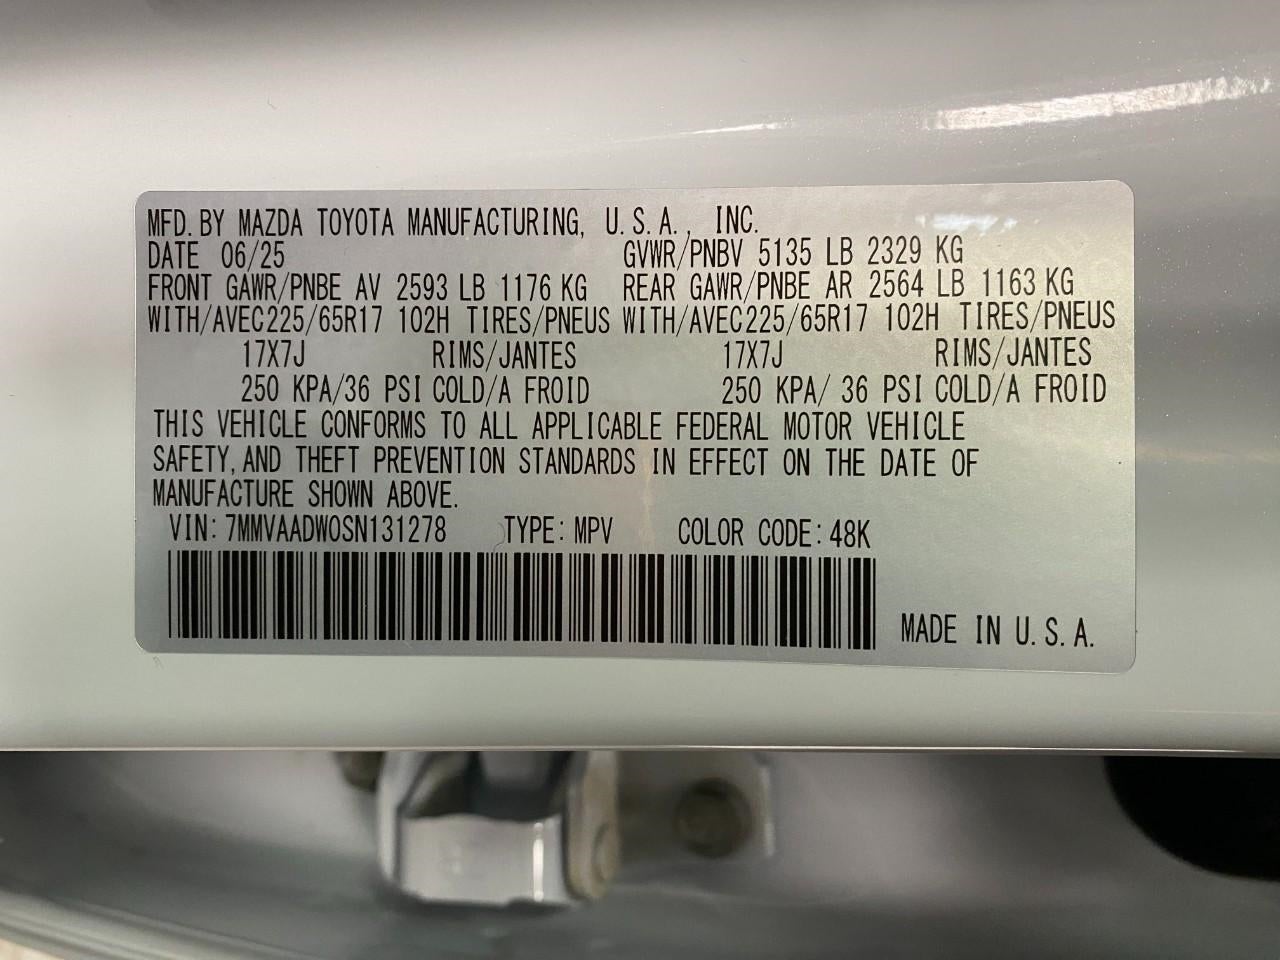 MFD. BY MAZDA TOYOTA MANUFACTURING, U.S.A., INC.
DATE 06/25 GVWR/PNBV 5135 LB 2329 KG
FRONT GAWR/PNBE AV 2593 LB 1176 KG REAR GAWR/PNBE AR 2564 LB 1163 KG
WITH/AVEC225/65R17 102H TIRES/PNEUS WITH/AVEC225/65R17 102H TIRES/PNEUS
17X7J RIMS/JANTES 17X7J RIMS/JANTES
250 KPA/36 PSI COLD/A FROID 250 KPA/ 36 PSI COLD/A FROID
THIS VEHICLE CONFORMS TO ALL APPLICABLE FEDERAL MOTOR VEHICLE
SAFETY, AND THEFT PREVENTION STANDARDS IN EFFECT ON THE DATE OF
MANUFACTURE SHOWN ABOVE.
VIN: 7MMVAADW0SN131278 TYPE: MPV COLOR CODE: 48K
MADE IN U.S.A.